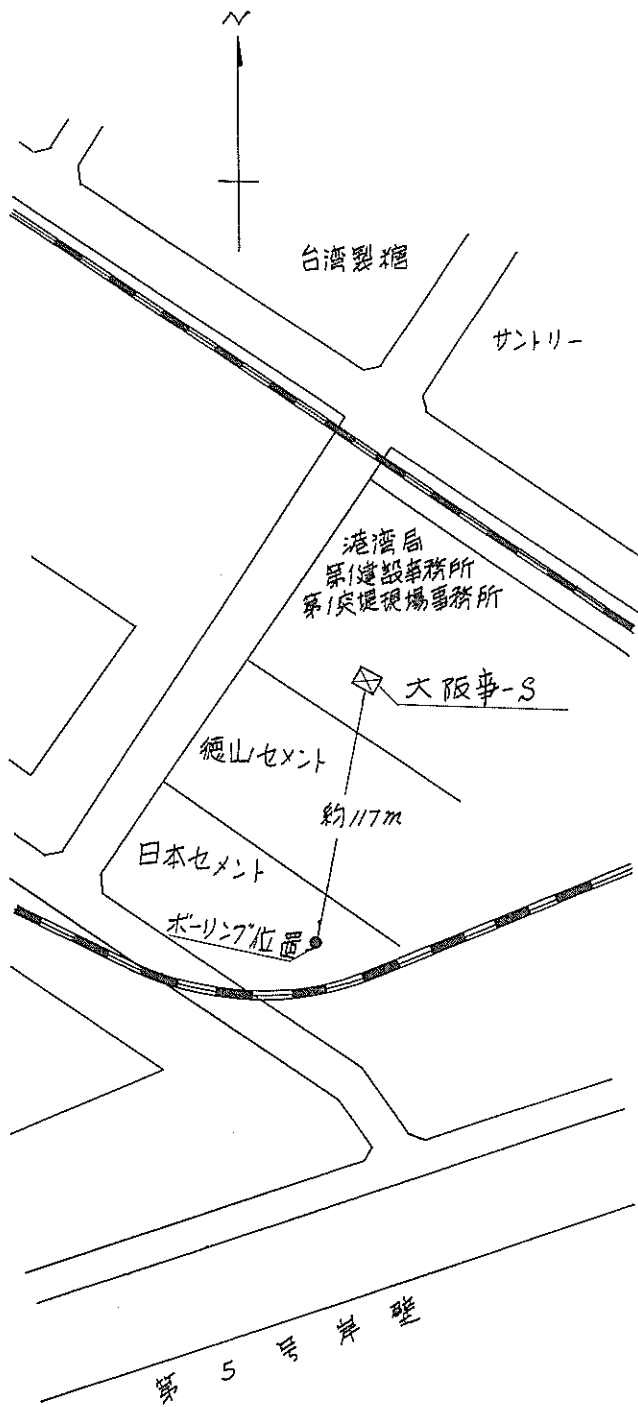 N
台湾製糖
サントリー
港湾局
第1建設事務所
第1突堤現場事務所
大阪事-S
徳山セメント
約117m
日本セメント
ボーリング位置
第5号岸壁